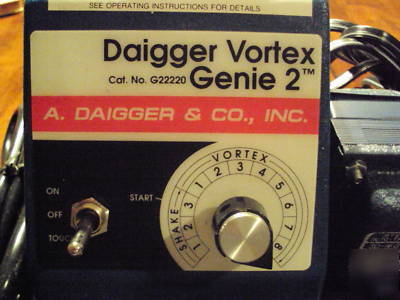 SEE OPERATING INSTRUCTIONS FOR DETAILS
Daigger Vortex
Cat. No. G22220 Genie 2™
A. DAIGGER & CO., INC.
VORTEX
ON
OFF
START
SHAKE
1 2 3 1 2 3 4 5 6 7 8